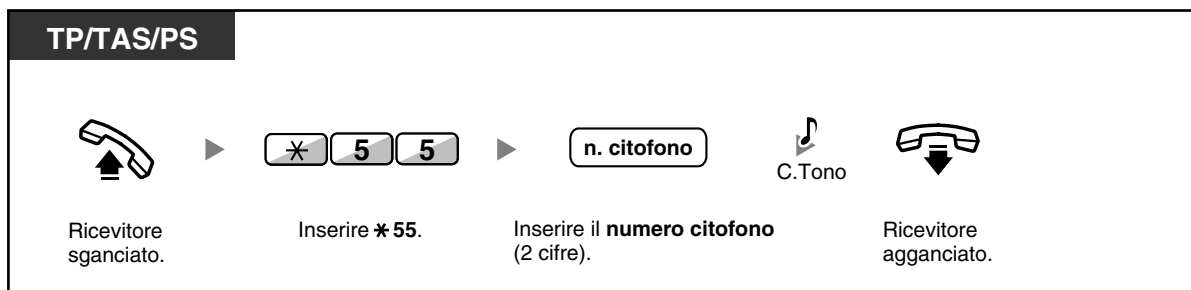 TP/TAS/PS
✳ 5 5
n. citofono
C.Tono
Ricevitore
sganciato.
Inserire ✳ 55.
Inserire il numero citofono
(2 cifre).
Ricevitore
agganciato.